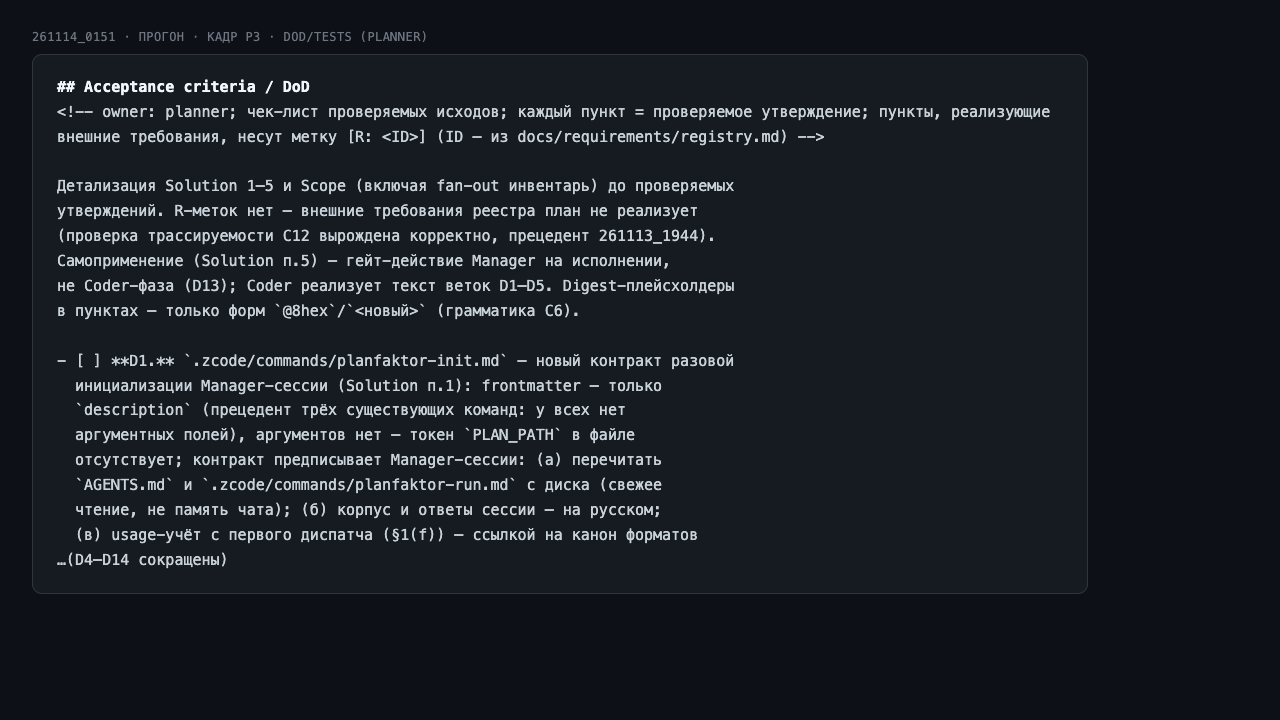 261114_0151 · ПРОГОН · КАДР P3 · DOD/TESTS (PLANNER)
## Acceptance criteria / DoD
<!-- owner: planner; чек-лист проверяемых исходов; каждый пункт = проверяемое утверждение; пункты, реализующие
внешние требования, несут метку [R: <ID>] (ID — из docs/requirements/registry.md) -->
Детализация Solution 1–5 и Scope (включая fan-out инвентарь) до проверяемых
утверждений. R-меток нет — внешние требования реестра план не реализует
(проверка трассируемости C12 вырождена корректно, прецедент 261113_1944).
Самоприменение (Solution п.5) — гейт-действие Manager на исполнении,
не Coder-фаза (D13); Coder реализует текст веток D1–D5. Digest-плейсхолдеры
в пунктах — только форм `@8hex`/`<новый>` (грамматика C6).
- [ ] **D1.** `.zcode/commands/planfaktor-init.md` — новый контракт разовой
инициализации Manager-сессии (Solution п.1): frontmatter — только
`description` (прецедент трёх существующих команд: у всех нет
аргументных полей), аргументов нет — токен `PLAN_PATH` в файле
отсутствует; контракт предписывает Manager-сессии: (а) перечитать
`AGENTS.md` и `.zcode/commands/planfaktor-run.md` с диска (свежее
чтение, не память чата); (б) корпус и ответы сессии — на русском;
(в) usage-учёт с первого диспатча (§1(f)) — ссылкой на канон форматов
…(D4–D14 сокращены)